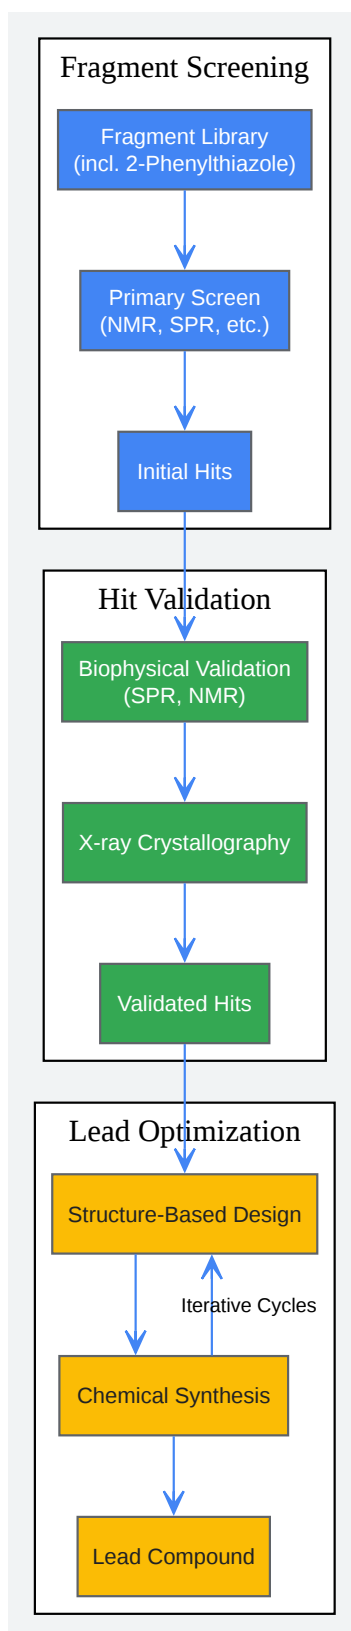 Fragment Screening
Fragment Library
(incl. 2-Phenylthiazole)
Primary Screen
(NMR, SPR, etc.)
Initial Hits
Hit Validation
Biophysical Validation
(SPR, NMR)
X-ray Crystallography
Validated Hits
Lead Optimization
Structure-Based Design
Iterative Cycles
Chemical Synthesis
Lead Compound